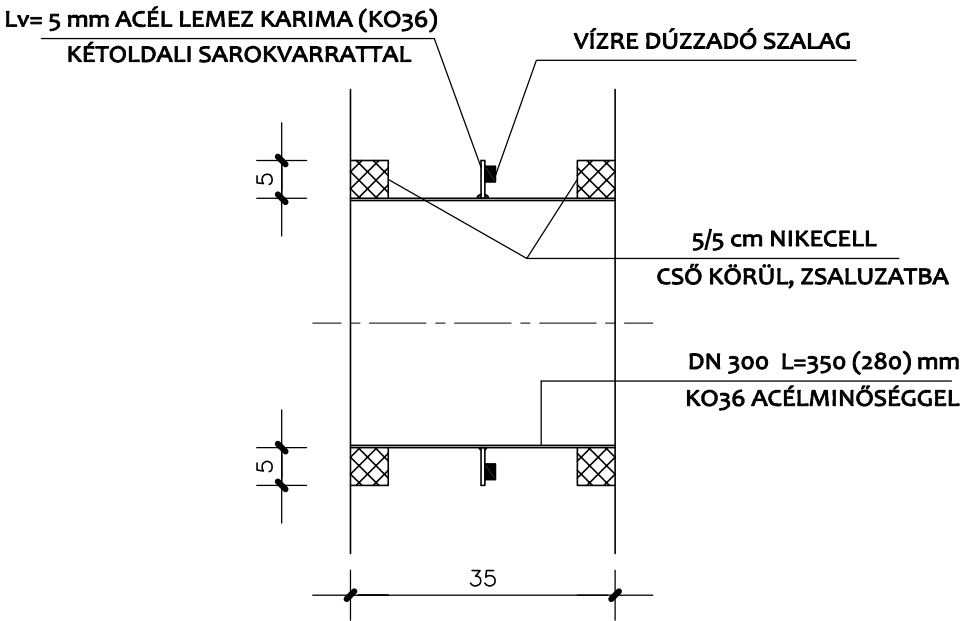 Lv= 5 mm ACÉL LEMEZ KARIMA (KO36)
KÉTOLDALI SAROKVARRATTAL
VÍZRE DÚZZADÓ SZALAG
5
5/5 cm NIKECELL
CSŐ KÖRÜL, ZSALUZATBA
DN 300 L=350 (280) mm
KO36 ACÉLMINŐSÉGGEL
5
35